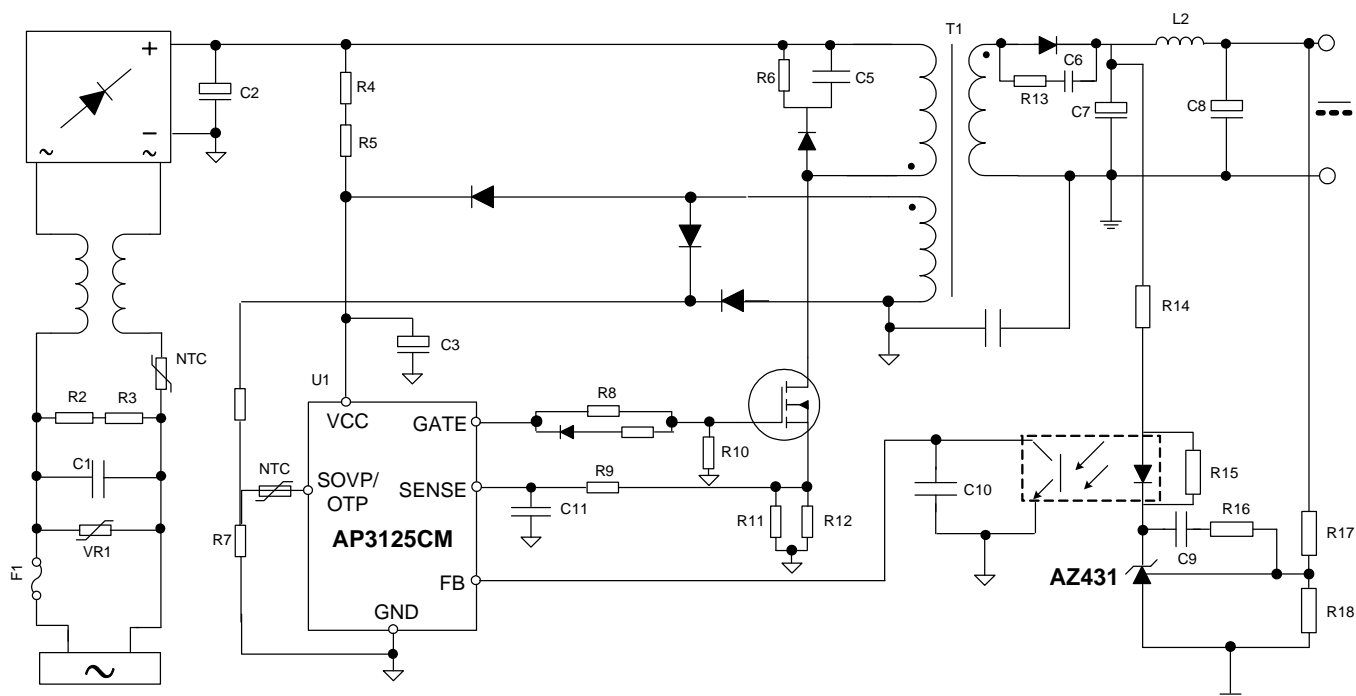 L2
T1
+
C6
R6
C5
R4
C2
R13
C7
C8
R5
−
~
~
R14
C3
NTC
U1
R2
R3
R8
VCC
GATE
R10
C1
NTC
SOVP/
OTP
SENSE
R9
R15
C10
C11
R11
R12
R16
VR1
R7
AP3125CM
R17
C9
F1
FB
AZ431
GND
R18
~